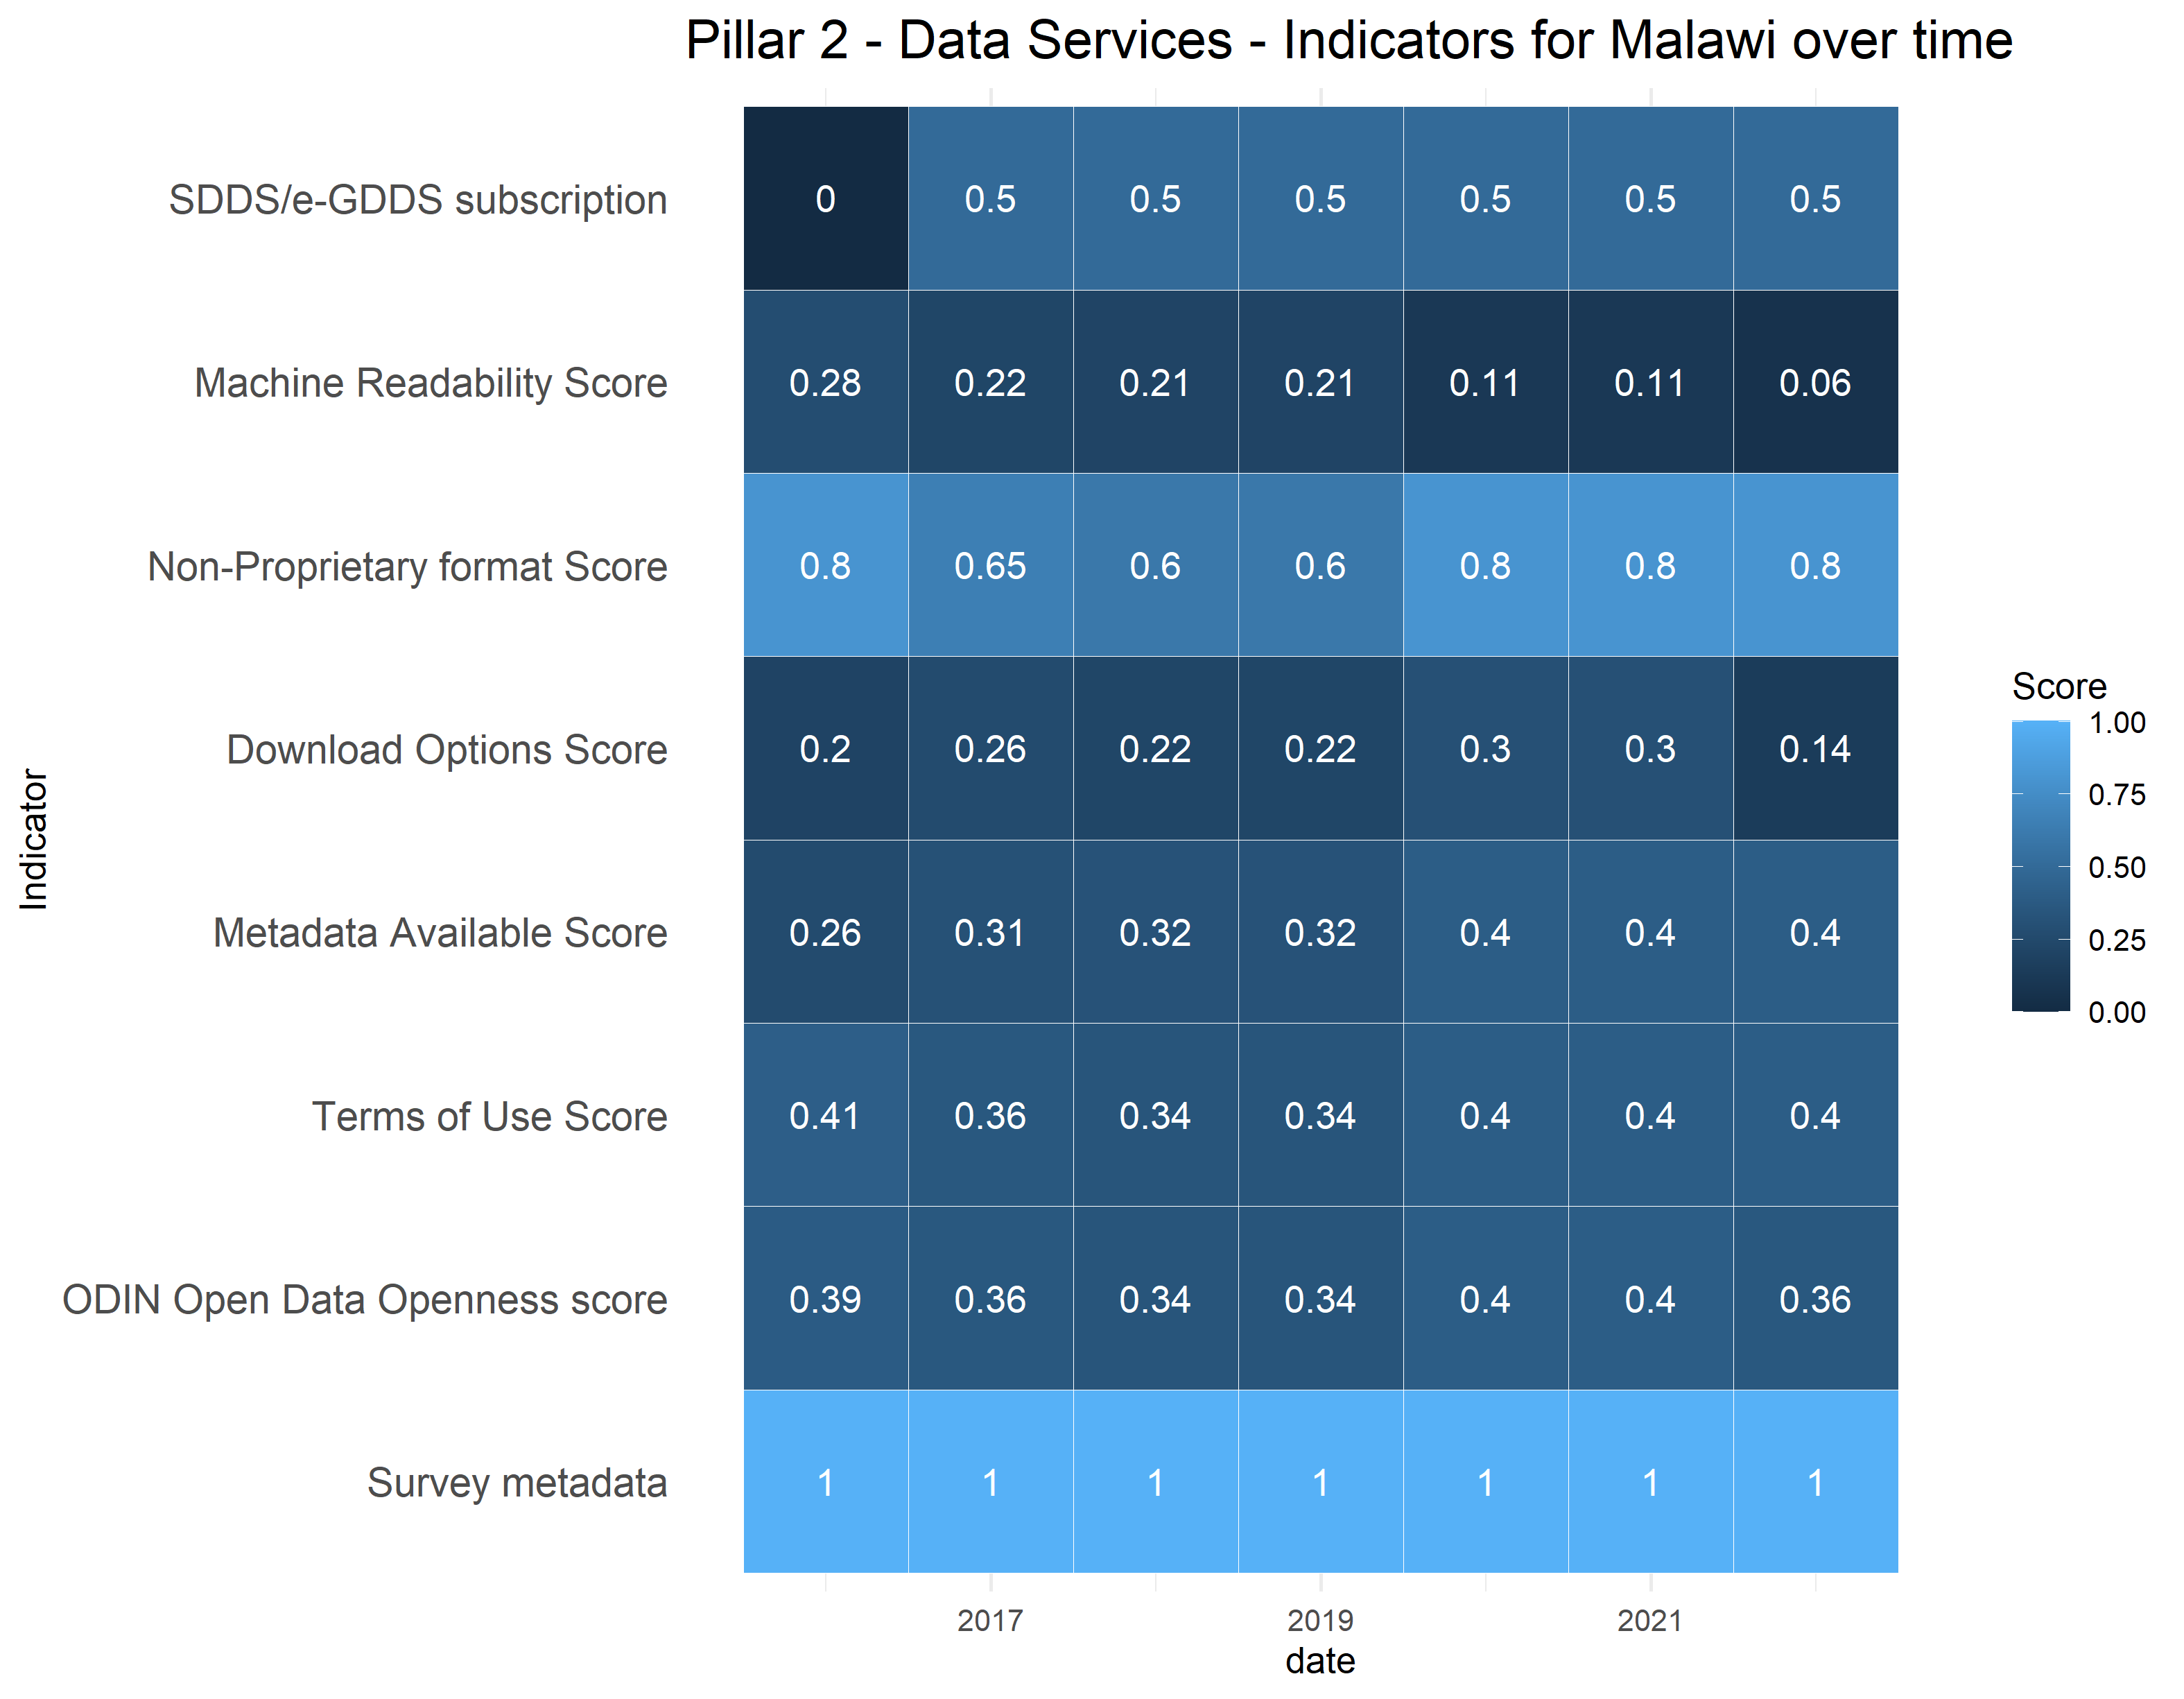 Pillar 2 - Data Services - Indicators for Malawi over time
SDDS/e-GDDS subscription 0 0.5 0.5 0.5 0.5 0.5 0.5
Machine Readability Score 0.28 0.22 0.21 0.21 0.11 0.11 0.06
Non-Proprietary format Score 0.8 0.65 0.6 0.6 0.8 0.8 0.8
Download Options Score 0.2 0.26 0.22 0.22 0.3 0.3 0.14
Metadata Available Score 0.26 0.31 0.32 0.32 0.4 0.4 0.4
Terms of Use Score 0.41 0.36 0.34 0.34 0.4 0.4 0.4
ODIN Open Data Openness score 0.39 0.36 0.34 0.34 0.4 0.4 0.36
Survey metadata 1 1 1 1 1 1 1
2017 2019 2021
date
Indicator
Score
1.00
0.75
0.50
0.25
0.00